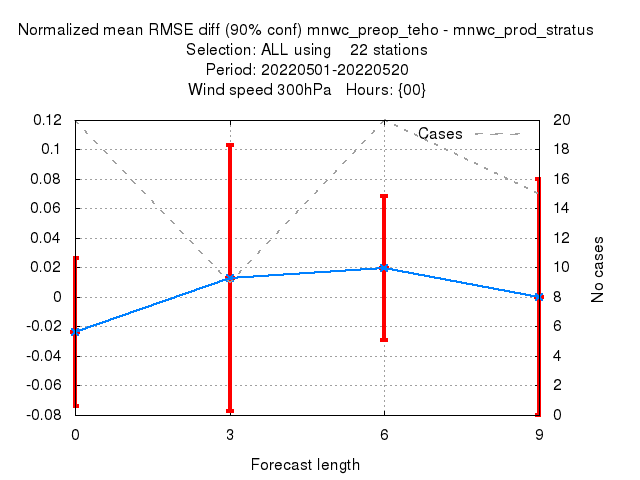 Normalized mean RMSE diff (90% conf) mnwc_preop_teho - mnwc_prod_stratus
Selection: ALL using    22 stations
Period: 20220501-20220520
Wind speed 300hPa   Hours: {00}
0.12
0.1
0.08
0.06
0.04
0.02
0
-0.02
-0.04
-0.06
-0.08
Cases
20
18
16
14
12
10
8
6
4
2
0
No cases
0 3 6 9
Forecast length